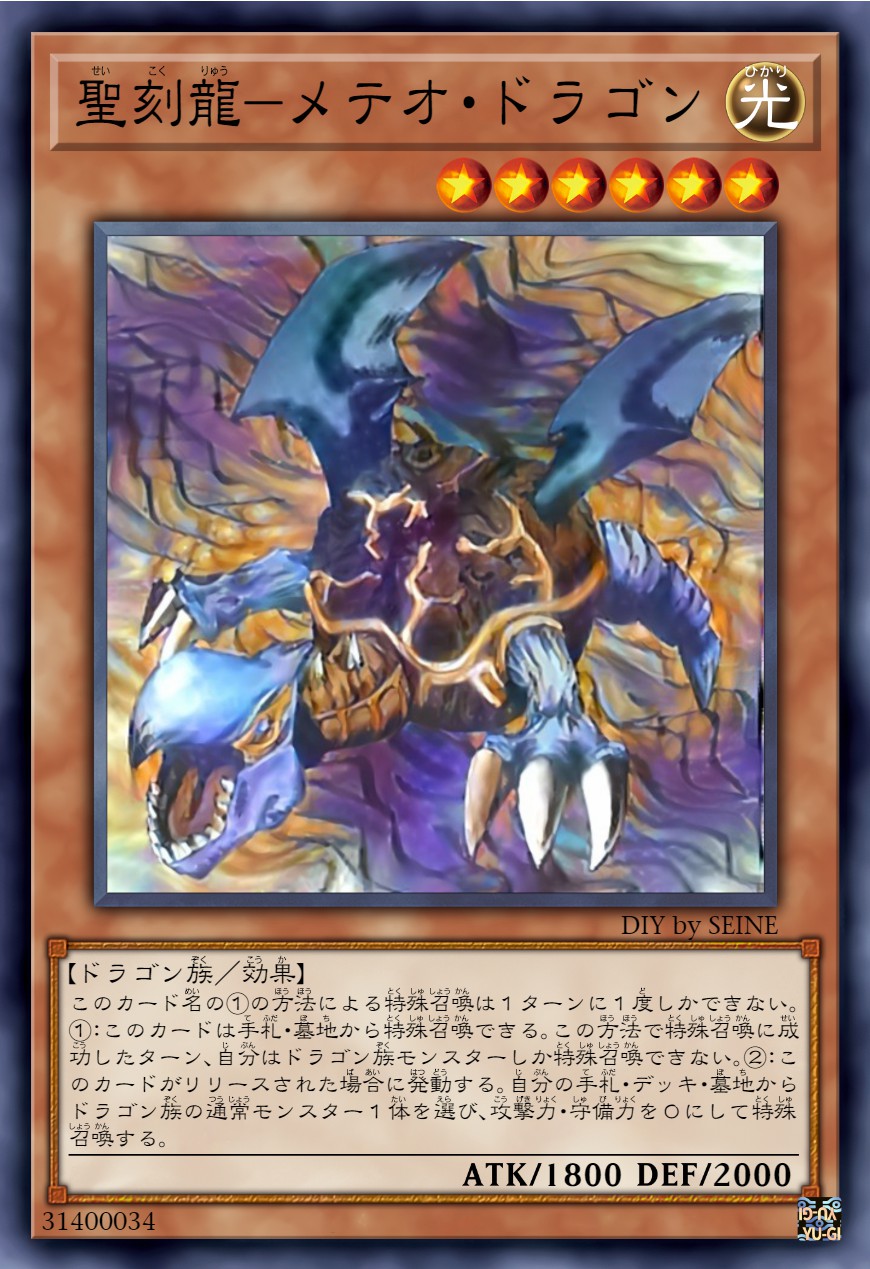 聖刻龍－メテオ・ドラゴン
光
DIY by SEINE
【ドラゴン族／効果】
このカード名の①の方法による特殊召喚は１ターンに１度しかできない。
①：このカードは手札・墓地から特殊召喚できる。この方法で特殊召喚に成
功したターン、自分はドラゴン族モンスターしか特殊召喚できない。②：こ
のカードがリリースされた場合に発動する。自分の手札・デッキ・墓地から
ドラゴン族の通常モンスター１体を選び、攻撃力・守備力を０にして特殊
召喚する。
ATK/1800 DEF/2000
31400034
YU-GI